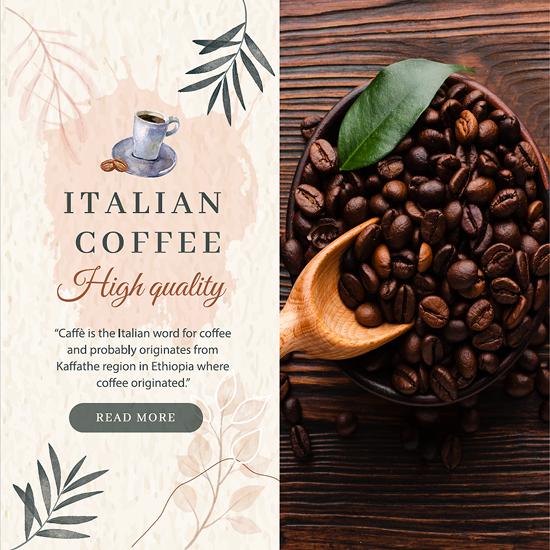 ITALIAN
COFFEE
High quality
“Caffè is the Italian word for coffee
and probably originates from
Kaffathe region in Ethiopia where
coffee originated.”
READ MORE